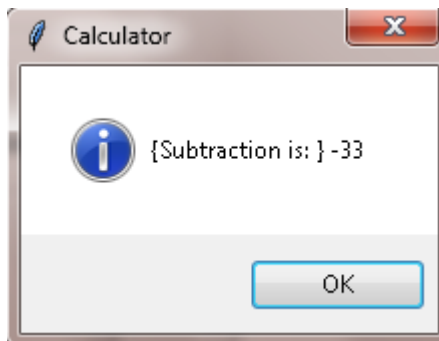 Calculator
{Subtraction is: } -33
OK